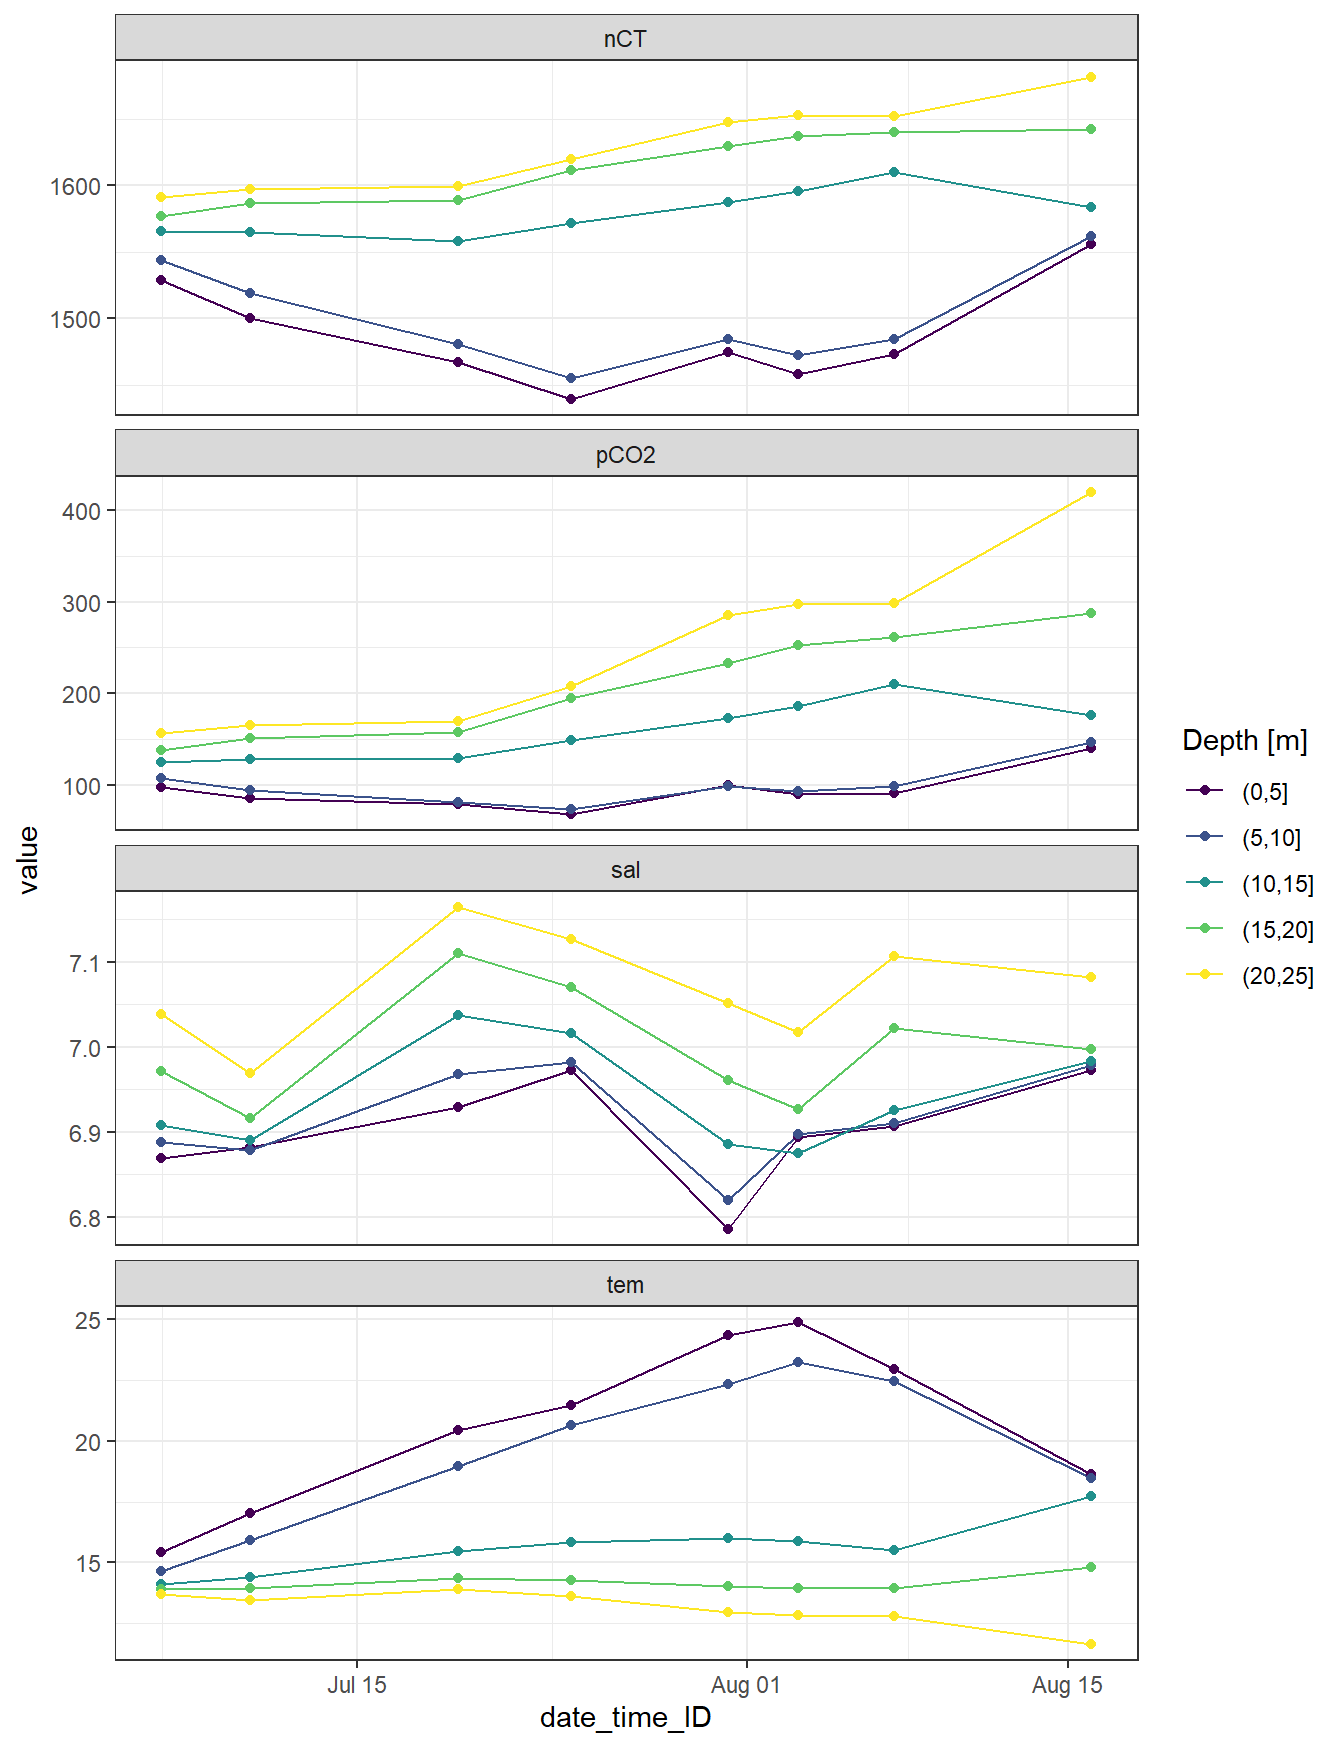 nCT
1600
1500
pCO2
400
300
200
100
sal
7.1
7.0
6.9
6.8
tem
25
20
15
Jul 15
Aug 01
Aug 15
date_time_ID
value
Depth [m]
(0,5]
(5,10]
(10,15]
(15,20]
(20,25]